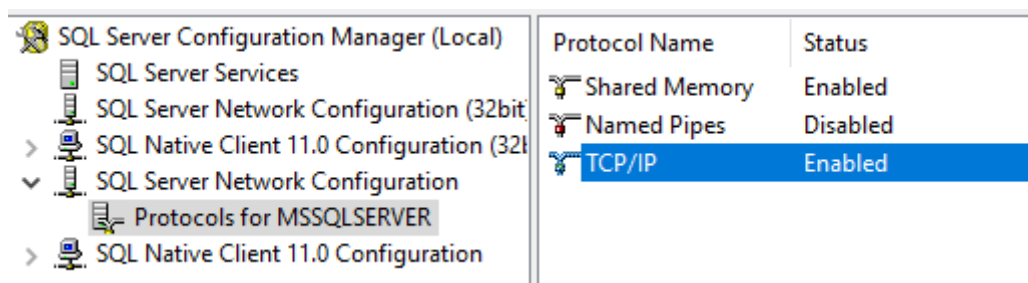 SQL Server Configuration Manager (Local)
SQL Server Services
SQL Server Network Configuration (32bit
SQL Native Client 11.0 Configuration (32
SQL Server Network Configuration
Protocols for MSSQLSERVER
SQL Native Client 11.0 Configuration
Protocol Name Status
Shared Memory Enabled
Named Pipes Disabled
TCP/IP Enabled